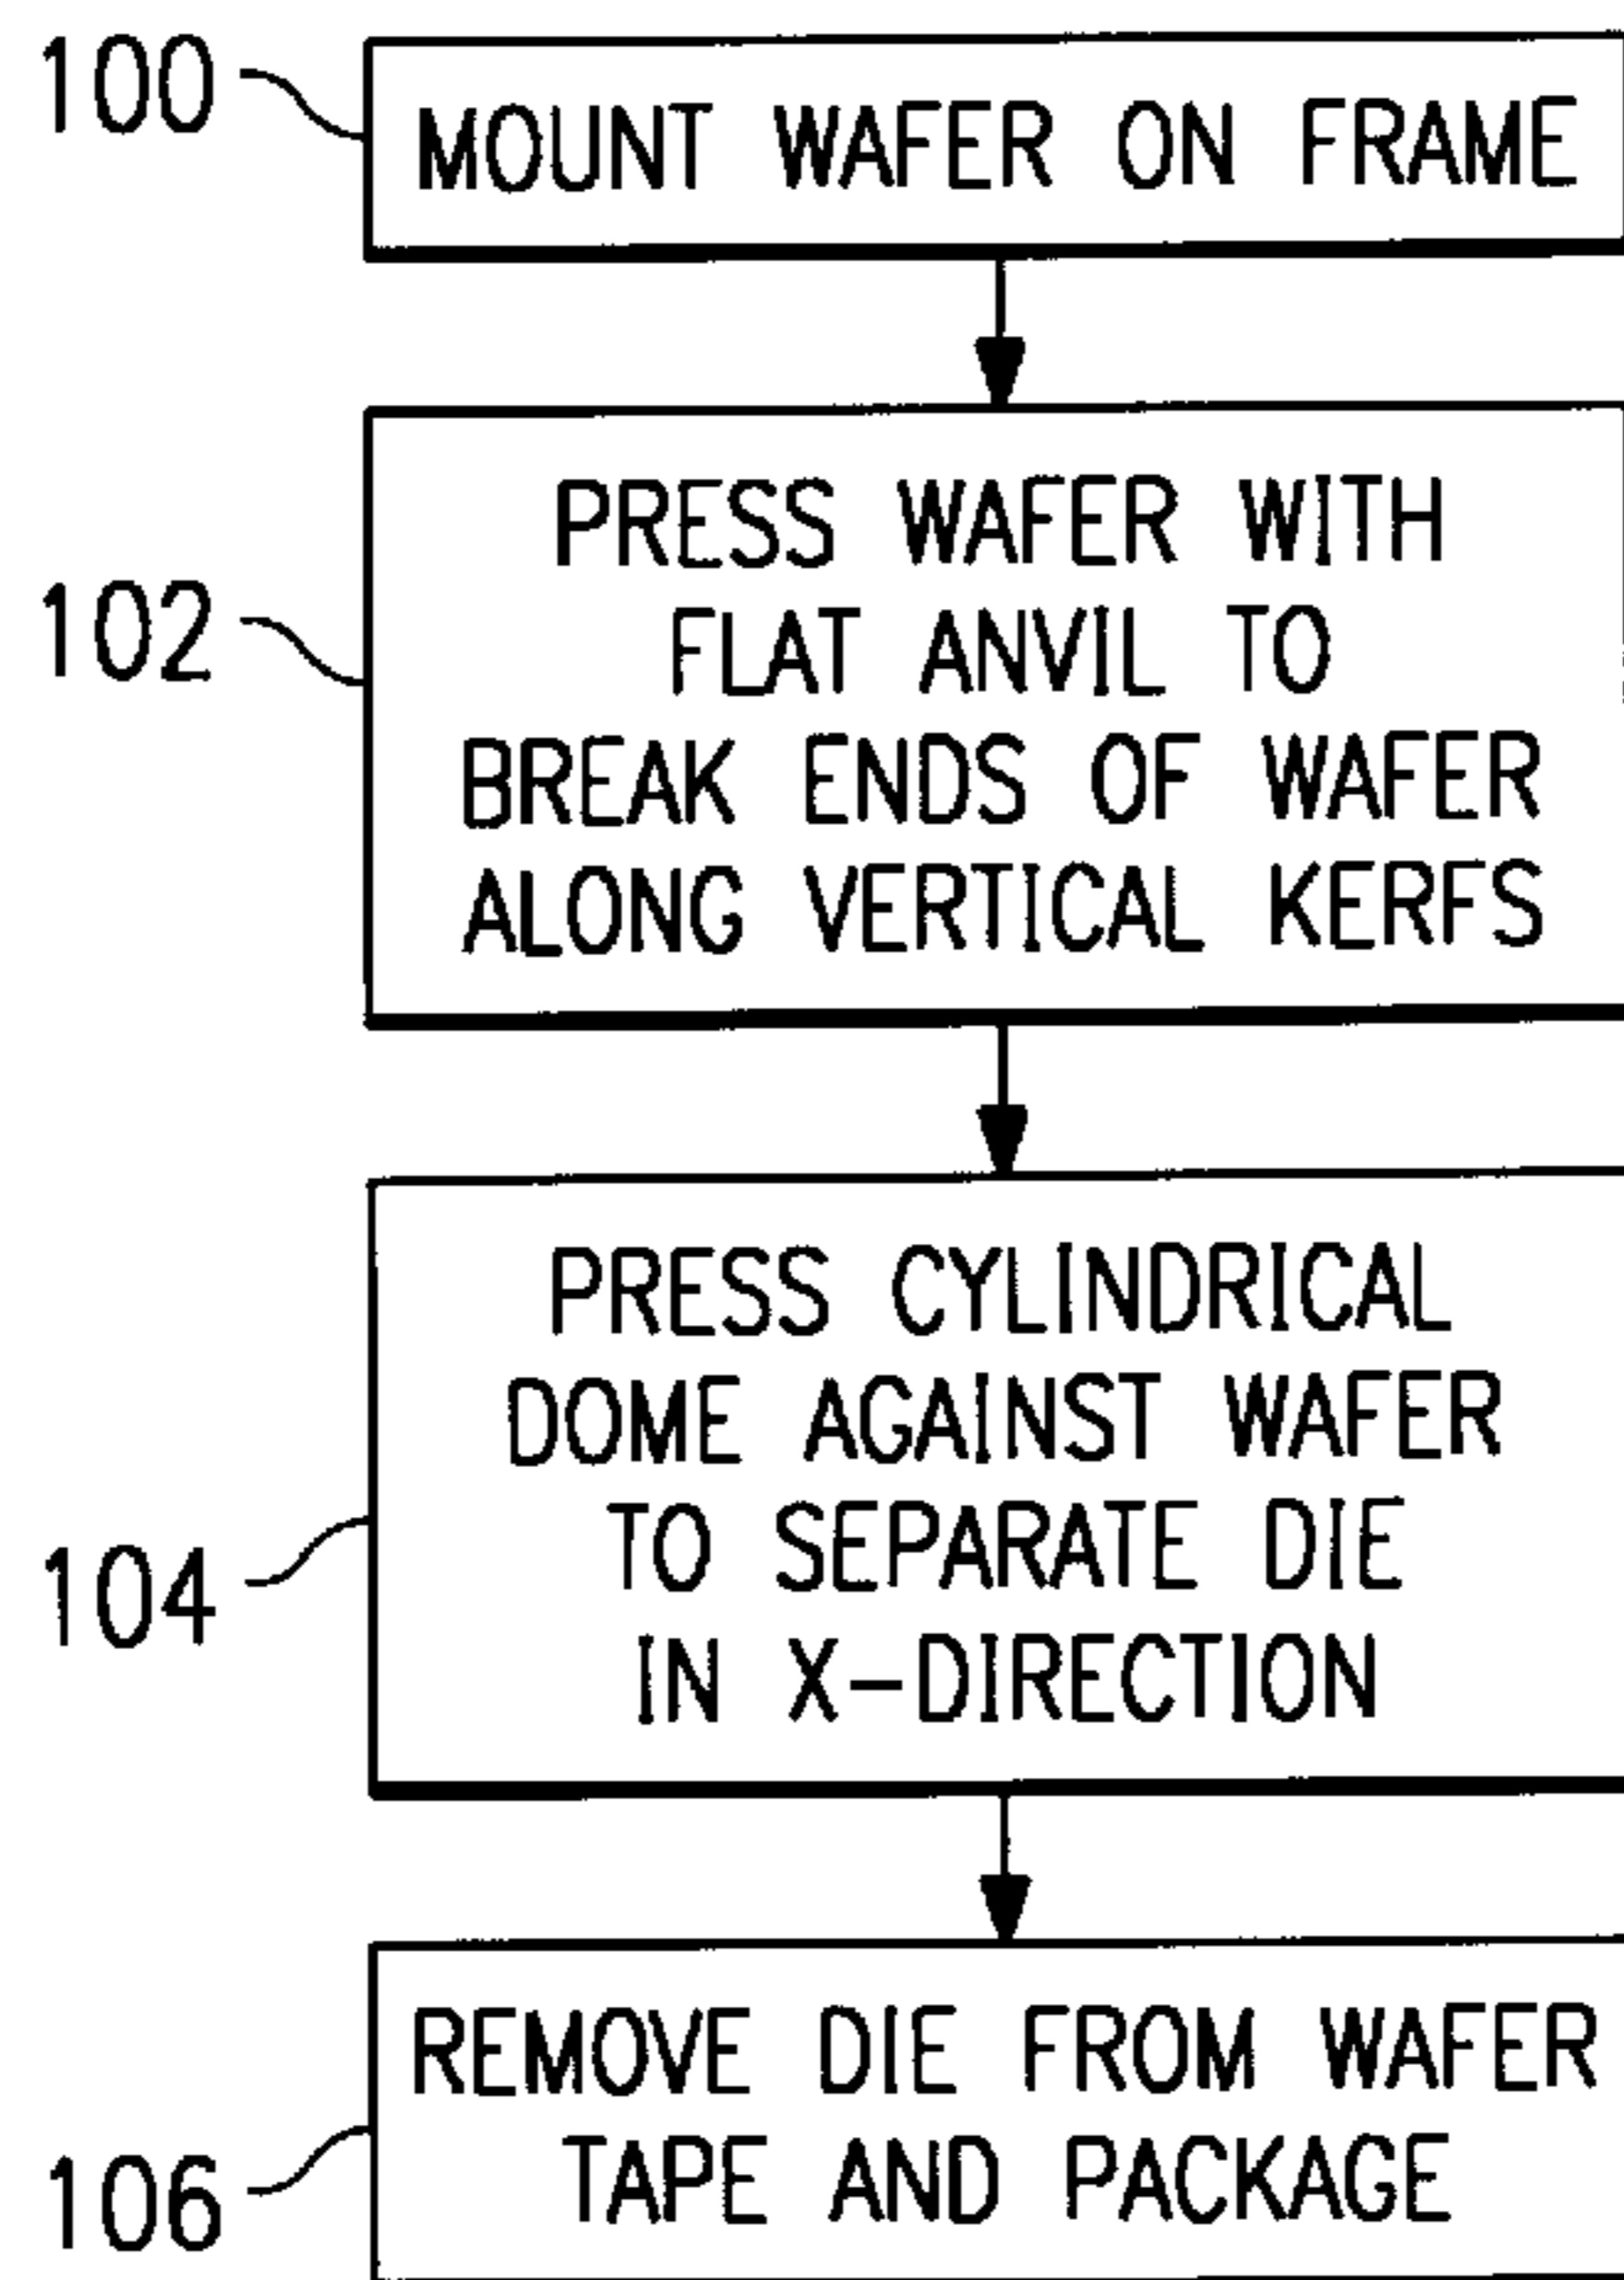 100
MOUNT WAFER ON FRAME
102
PRESS WAFER WITH
FLAT ANVIL TO
BREAK ENDS OF WAFER
ALONG VERTICAL KERFS
104
PRESS CYLINDRICAL
DOME AGAINST WAFER
TO SEPARATE DIE
IN X-DIRECTION
106
REMOVE DIE FROM WAFER
TAPE AND PACKAGE